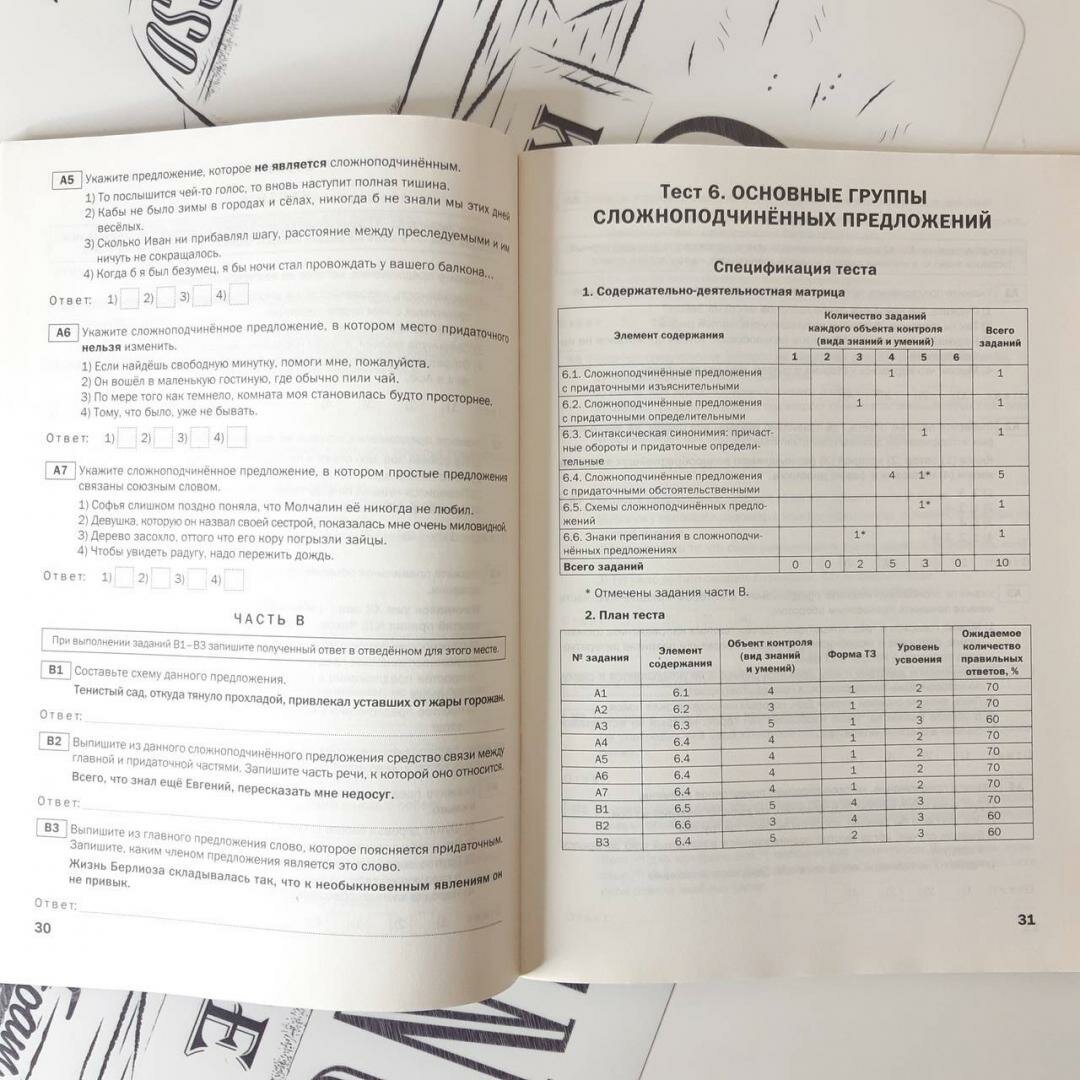 А5 Укажите предложение, которое не является сложноподчинённым.
1) То послышится чей-то голос, то вновь наступит полная тишина.
2) Кабы не было зимы в городах и сёлах, никогда б не знали мы этих дней
весёлых.
3) Сколько Иван ни прибавлял шагу, расстояние между преследуемыми и им
ничуть не сокращалось.
4) Когда б я был безумец, я бы ночи стал провождать у вашего балкона...
Ответ: 1) 2) 3) 4)
А6 Укажите сложноподчинённое предложение, в котором место придаточного
нельзя изменить.
1) Если найдёшь свободную минутку, помоги мне, пожалуйста.
2) Он вошёл в маленькую гостиную, где обычно пили чай.
3) По мере того как темнело, комната моя становилась будто просторнее.
4) Тому, что было, уже не бывать.
Ответ: 1) 2) 3) 4)
А7 Укажите сложноподчинённое предложение, в котором простые предложения
связаны союзным словом.
1) Софья слишком поздно поняла, что Молчалин её никогда не любил.
2) Девушка, которую он назвал своей сестрой, показалась мне очень миловидной.
3) Дерево засохло, оттого что его кору погрызли зайцы.
4) Чтобы увидеть радугу, надо пережить дождь.
Ответ: 1) 2) 3) 4)
ЧАСТЬ В
При выполнении заданий В1–В3 запишите полученный ответ в отведённом для этого месте.
В1 Составьте схему данного предложения.
Тенистый сад, откуда тянуло прохладой, привлекал уставших от жары горожан.
Ответ:
В2 Выпишите из данного сложноподчинённого предложения средство связи между
главной и придаточной частями. Запишите часть речи, к которой оно относится.
Всего, что знал ещё Евгений, пересказать мне недосуг.
Ответ:
В3 Выпишите из главного предложения слово, которое поясняется придаточным.
Запишите, каким членом предложения является это слово.
Жизнь Берлиоза складывалась так, что к необыкновенным явлениям он
не привык.
Ответ:
30
Тест 6. ОСНОВНЫЕ ГРУППЫ
СЛОЖНОПОДЧИНЁННЫХ ПРЕДЛОЖЕНИЙ
Спецификация теста
1. Содержательно-деятельностная матрица
Элемент содержания
Количество заданий
каждого объекта контроля
(вида знаний и умений)
Всего
заданий
1 2 3 4 5 6
6.1. Сложноподчинённые предложения
с придаточными изъяснительными
1 1
6.2. Сложноподчинённые предложения
с придаточными определительными
1 1
6.3. Синтаксическая синонимия: причаст-
ные обороты и придаточные определи-
тельные
1 1
6.4. Сложноподчинённые предложения
с придаточными обстоятельственными
4 1* 5
6.5. Схемы сложноподчинённых предло-
жений
1* 1
6.6. Знаки препинания в сложноподчи-
нённых предложениях
1* 1
Всего заданий 0 0 2 5 3 0 10
* Отмечены задания части В.
2. План теста
№ задания
Элемент
содержания
Объект контроля
(вид знаний
и умений)
Форма ТЗ
Уровень
усвоения
Ожидаемое
количество
правильных
ответов, %
А1 6.1 4 1 2 70
А2 6.2 3 1 2 70
А3 6.3 5 1 3 60
А4 6.4 4 1 2 70
А5 6.4 4 1 2 70
А6 6.4 4 1 2 70
А7 6.4 4 1 2 70
В1 6.5 5 4 3 70
В2 6.6 3 4 3 60
В3 6.4 5 2 3 60
31